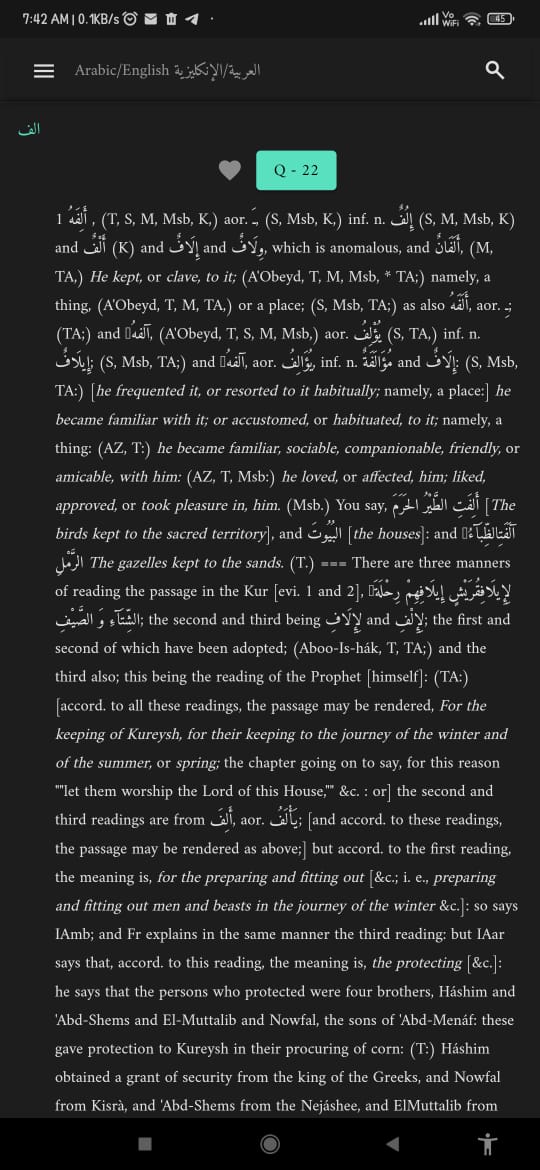 7:42 AM | 0.1KB/s
Vo WiFi 45
Arabic/English العربية/الإنكليزية
الف
Q - 22
1 أَلِفَهُ , (T, S, M, Msb, K,) aor. ـَ (S, Msb, K,) inf. n. إِلْفٌ (S, M, Msb, K)
and أَلْفٌ (K) and إِلَافٌ and وِلَافٌ, which is anomalous, and أَلَفَانٌ, (M,
TA,) He kept, or clave, to it; (A'Obeyd, T, M, Msb, * TA;) namely, a
thing, (A'Obeyd, T, M, TA,) or a place; (S, Msb, TA;) as also أَلَفَهُ, aor. ـِ;
(TA;) and آلفهُ, (A'Obeyd, T, S, M, Msb,) aor. يُؤْلِفُ (S, TA,) inf. n.
إِيلَافٌ; (S, Msb, TA;) and آلفهُ, aor. يُؤَالِفُ, inf. n. مُؤَالَفَةٌ and إِلَافٌ: (S, Msb,
TA:) [he frequented it, or resorted to it habitually; namely, a place:] he
became familiar with it; or accustomed, or habituated, to it; namely, a
thing: (AZ, T:) he became familiar, sociable, companionable, friendly, or
amicable, with him: (AZ, T, Msb:) he loved, or affected, him; liked,
approved, or took pleasure in, him. (Msb.) You say, أَلِفَتِ الطَّيْرُ الحَرَمَ [The
birds kept to the sacred territory], and البُيُوتَ [the houses]: and آلَفَتِالظِّبَآءُ
الرَّمْلِ The gazelles kept to the sands. (T.) === There are three manners
of reading the passage in the Kur [evi. 1 and 2], لِإِيلَافِقُرَيْشٍ إِيلَافِهِمْ رِحْلَةَ
الشِّتَآءِ وَ الصَّيْفِ; the second and third being لِإِلَافِ and لِإِلْفِ; the first and
second of which have been adopted; (Aboo-Is-hák, T, TA;) and the
third also; this being the reading of the Prophet [himself]: (TA:)
[accord. to all these readings, the passage may be rendered, For the
keeping of Kureysh, for their keeping to the journey of the winter and
of the summer, or spring; the chapter going on to say, for this reason
""let them worship the Lord of this House,"" &c. : or] the second and
third readings are from أَلَفَ, aor. يَأْلَفُ; [and accord. to these readings,
the passage may be rendered as above;] but accord. to the first reading,
the meaning is, for the preparing and fitting out [&c.; i. e., preparing
and fitting out men and beasts in the journey of the winter &c.]: so says
IAmb; and Fr explains in the same manner the third reading: but IAar
says that, accord. to this reading, the meaning is, the protecting [&c.]:
he says that the persons who protected were four brothers, Háshim and
'Abd-Shems and El-Muttalib and Nowfal, the sons of 'Abd-Menáf: these
gave protection to Kureysh in their procuring of corn: (T:) Háshim
obtained a grant of security from the king of the Greeks, and Nowfal
from Kisrà, and 'Abd-Shems from the Nejáshee, and ElMuttalib from